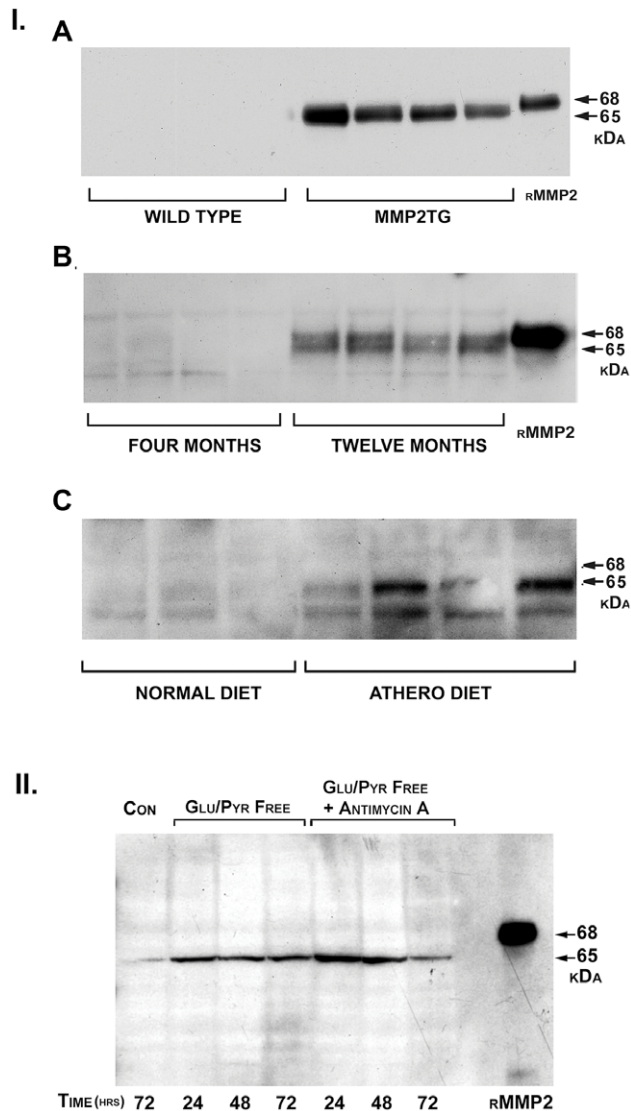 I.
A
68
65
KDA
WILD TYPE MMP2TG RMMP2
B
68
65
KDA
FOUR MONTHS TWELVE MONTHS RMMP2
C
68
65
KDA
NORMAL DIET ATHERO DIET
II.
CON GLU/PYR FREE GLU/PYR FREE
+ ANTIMYCIN A
68
65
KDA
TIME (HRS) 72 24 48 72 24 48 72 RMMP2